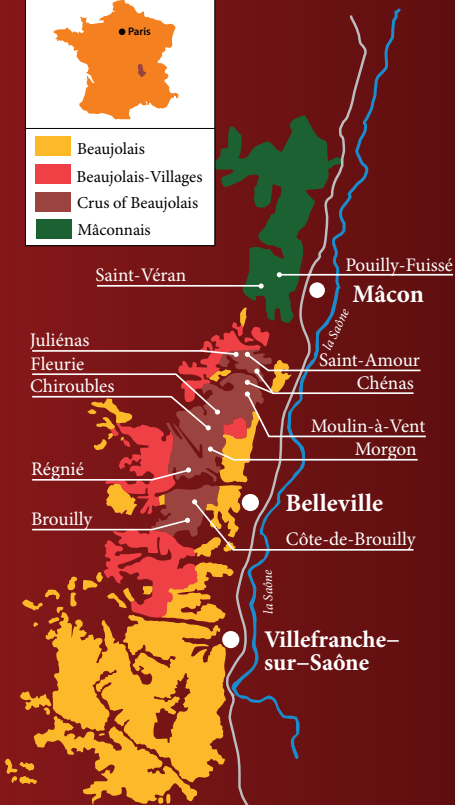 Paris
Beaujolais
Beaujolais-Villages
Crus of Beaujolais
Mâconnais
Pouilly-Fuissé
Saint-Véran
Mâcon
la Saône
Juliénas
Saint-Amour
Fleurie
Chénas
Chiroubles
Moulin-à-Vent
Morgon
Régnié
Belleville
Brouilly
Côte-de-Brouilly
la Saône
Villefranche–
sur–Saône